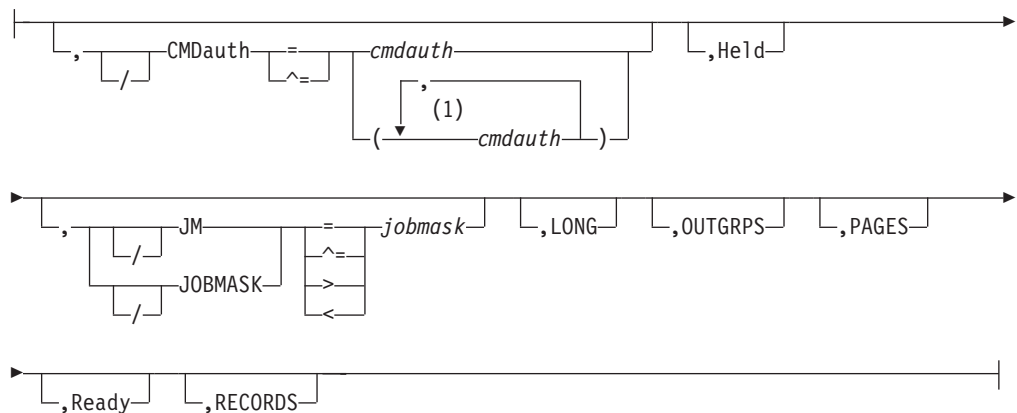 , / CMDauth = cmdauth ,Held
^=
,
(1)
( cmdauth )
, / JM = jobmask ,LONG ,OUTGRPS ,PAGES
^=
/ JOBMASK >
<
,Ready ,RECORDS